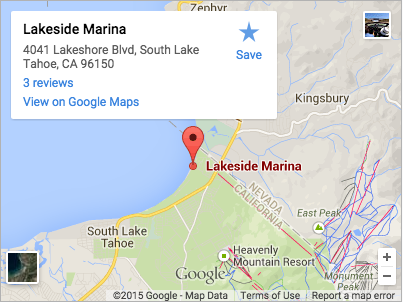 Zephyr
Lakeside Marina
4041 Lakeshore Blvd, South Lake
Tahoe, CA 96150
3 reviews
View on Google Maps
Save
Kingsbury
Lakeside Marina
NEVADA
CALIFORNIA
East Peak
South Lake
Tahoe
Heavenly
Mountain Resort
Monument
Peak
Google
+
−
©2015 Google - Map Data
Terms of Use
Report a map error